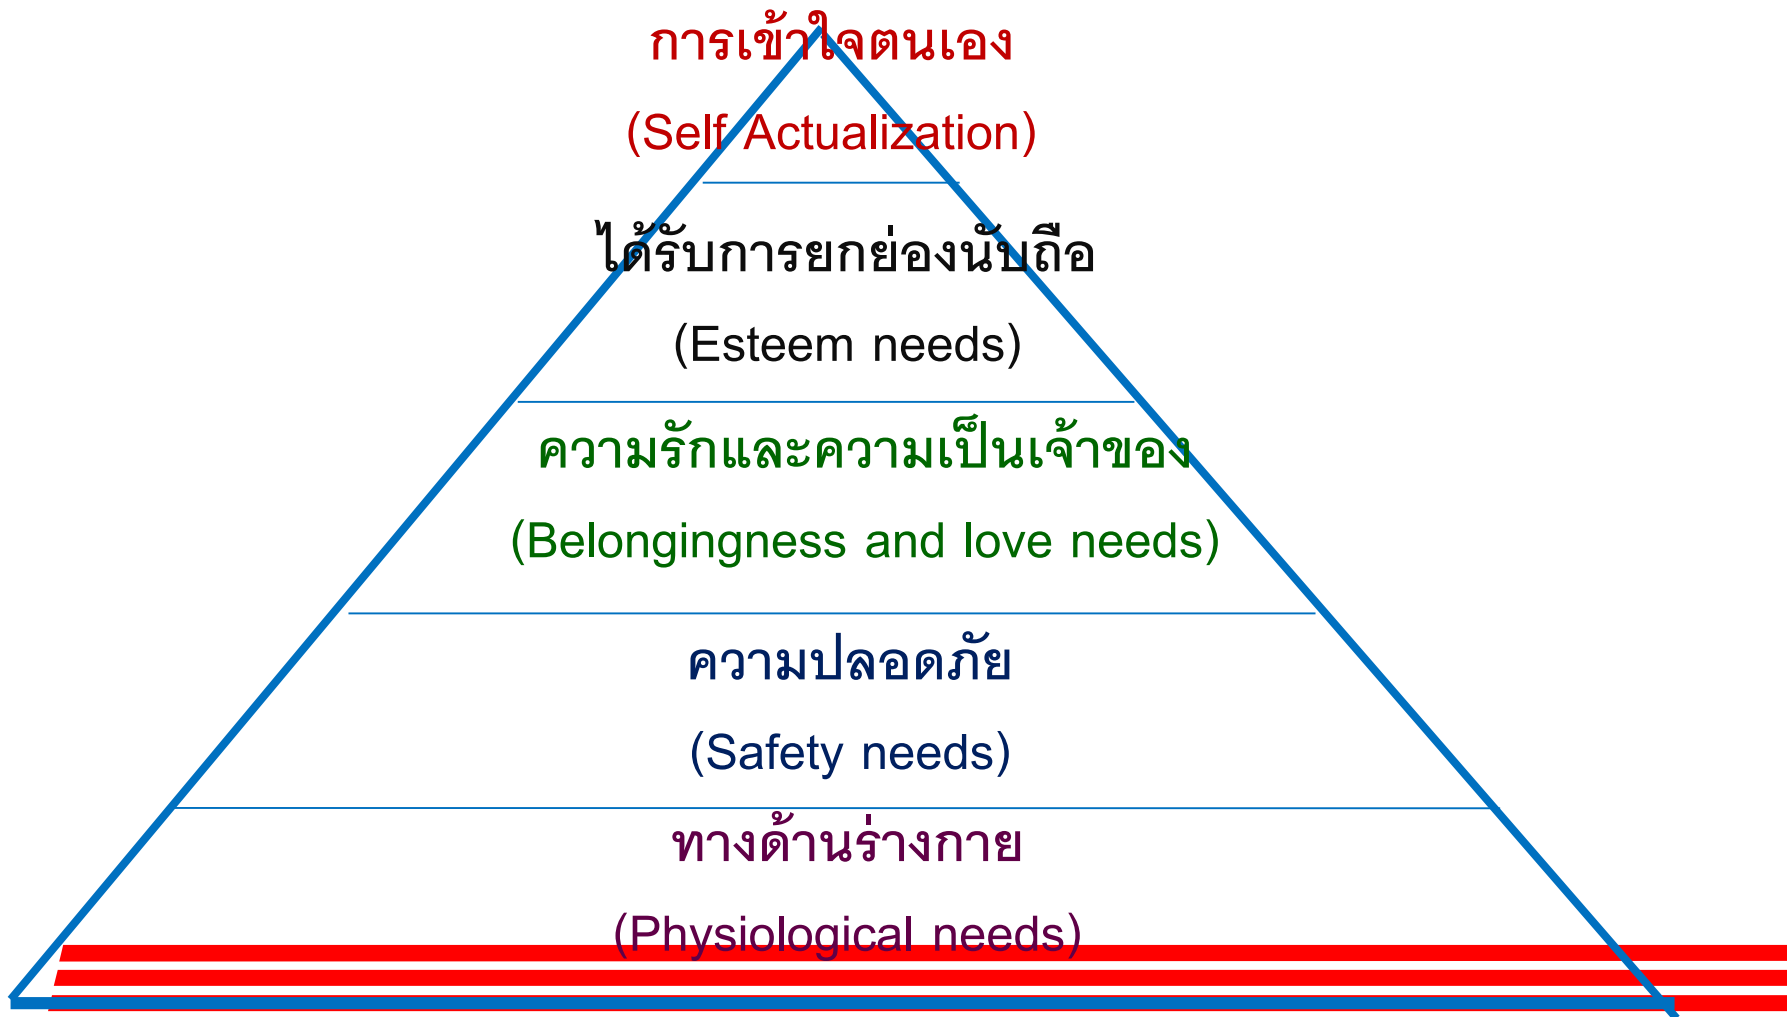 การเข้าใจตนเอง
(Self Actualization)
ได้รับการยกย่องนับถือ
(Esteem needs)
ความรักและความเป็นเจ้าของ
(Belongingness and love needs)
ความปลอดภัย
(Safety needs)
ทางด้านร่างกาย
(Physiological needs)